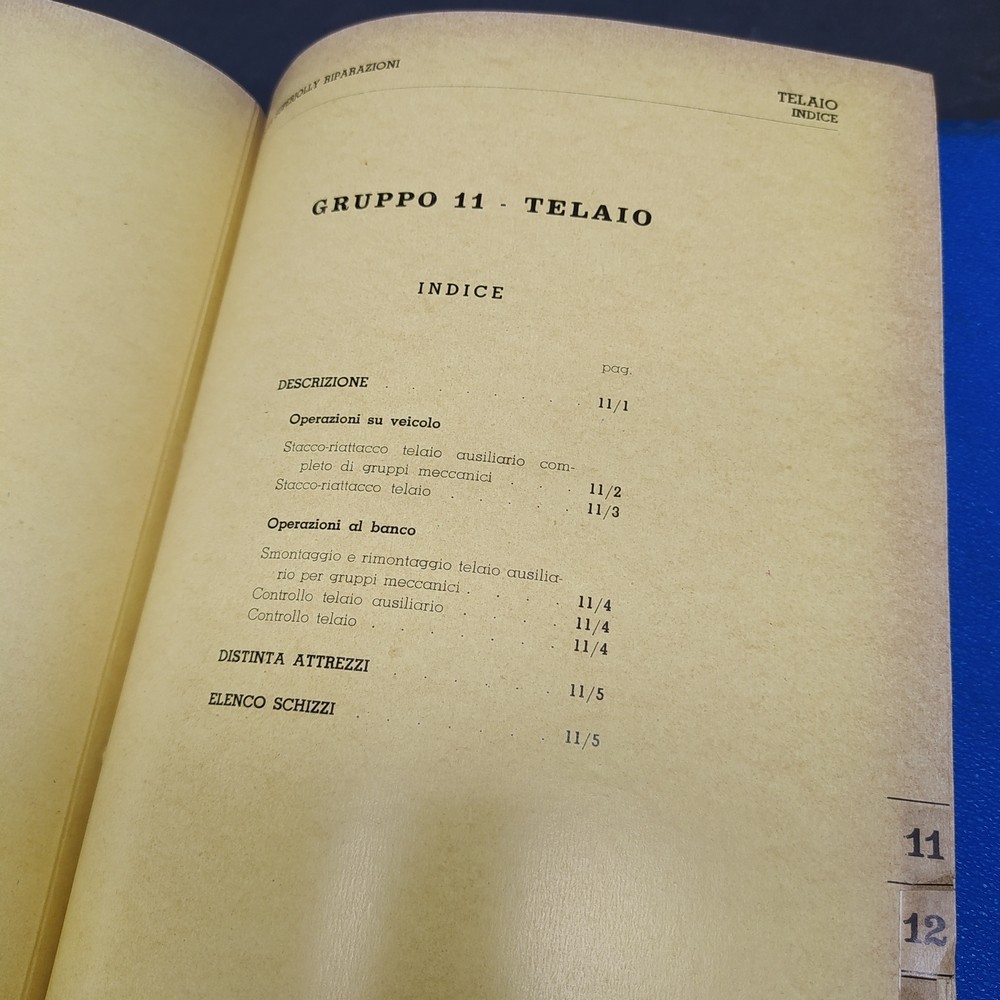 RIPARAZIONI
TELAIO
INDICE
GRUPPO 11 - TELAIO
INDICE
pag.
DESCRIZIONE . . . . . . . 11/1
Operazioni su veicolo
Stacco-riattacco telaio ausiliario com-
pleto di gruppi meccanici . . . 11/2
Stacco-riattacco telaio . . . . . 11/3
Operazioni al banco
Smontaggio e rimontaggio telaio ausilia-
rio per gruppi meccanici . . . . 11/4
Controllo telaio ausiliario . . . . 11/4
Controllo telaio . . . . . . . 11/4
DISTINTA ATTREZZI . . . . . . 11/5
ELENCO SCHIZZI . . . . . . . 11/5
11
12